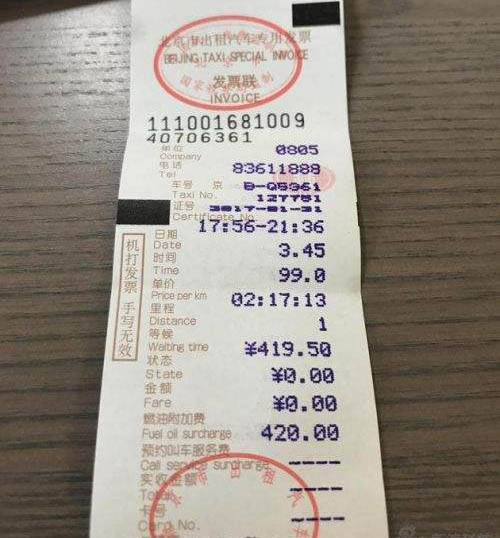 北京市出租汽车专用发票
BEIJING TAXI SPECIAL INVOICE
发票联
INVOICE
111001681009
40706361
单位 0805
Company
电话 83611888
Tel
车号 京 B-Q5361
Taxi No. 127781
证号 2017-01-31
Certificate No.
17:56-21:36
日期
Date 3.45
时间
Time 99.0
单价
Price per km 02:17:13
里程
Distance 1
等候
Waiting time ¥419.50
状态
State ¥0.00
金额
Fare ¥0.00
燃油附加费
Fuel oil surcharge 420.00
预约叫车服务费
Call service surcharge ----
实收金额
Total ----
卡号
Card No. ----
机打发票 手写无效